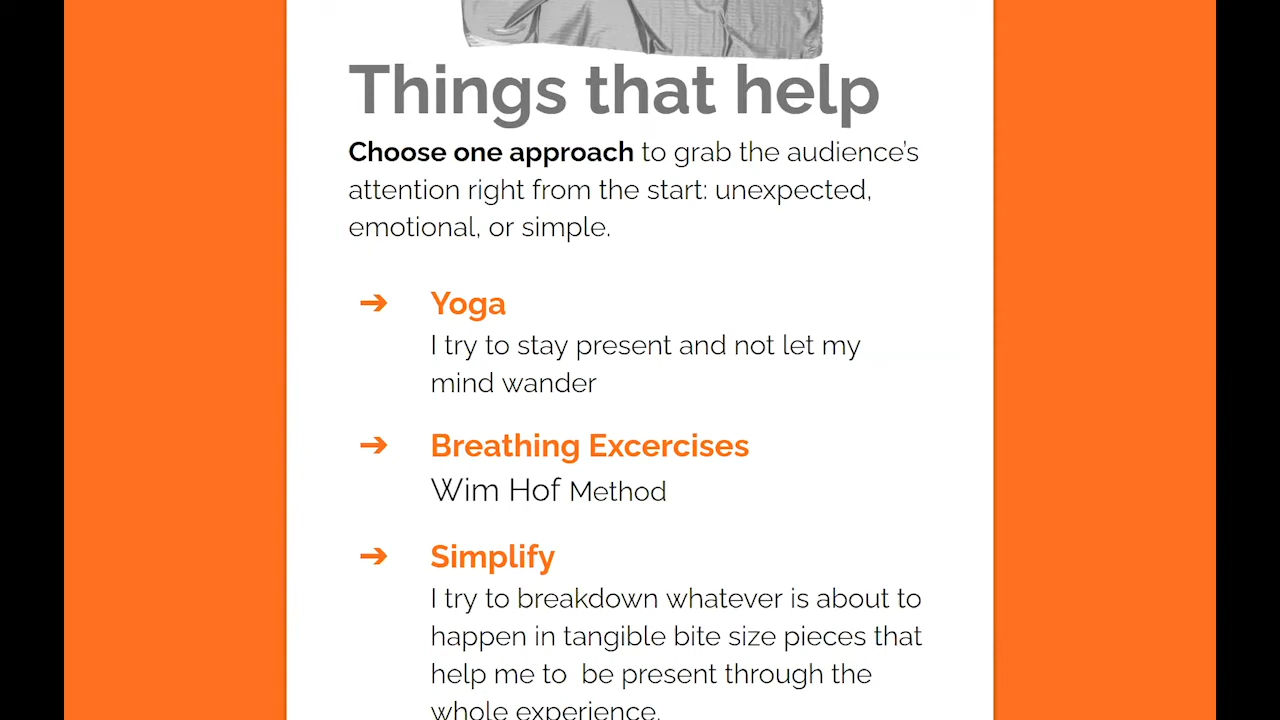 Things that help
Choose one approach to grab the audience’s
attention right from the start: unexpected,
emotional, or simple.
➔ Yoga
I try to stay present and not let my
mind wander
➔ Breathing Excercises
Wim Hof Method
➔ Simplify
I try to breakdown whatever is about to
happen in tangible bite size pieces that
help me to  be present through the
whole experience.